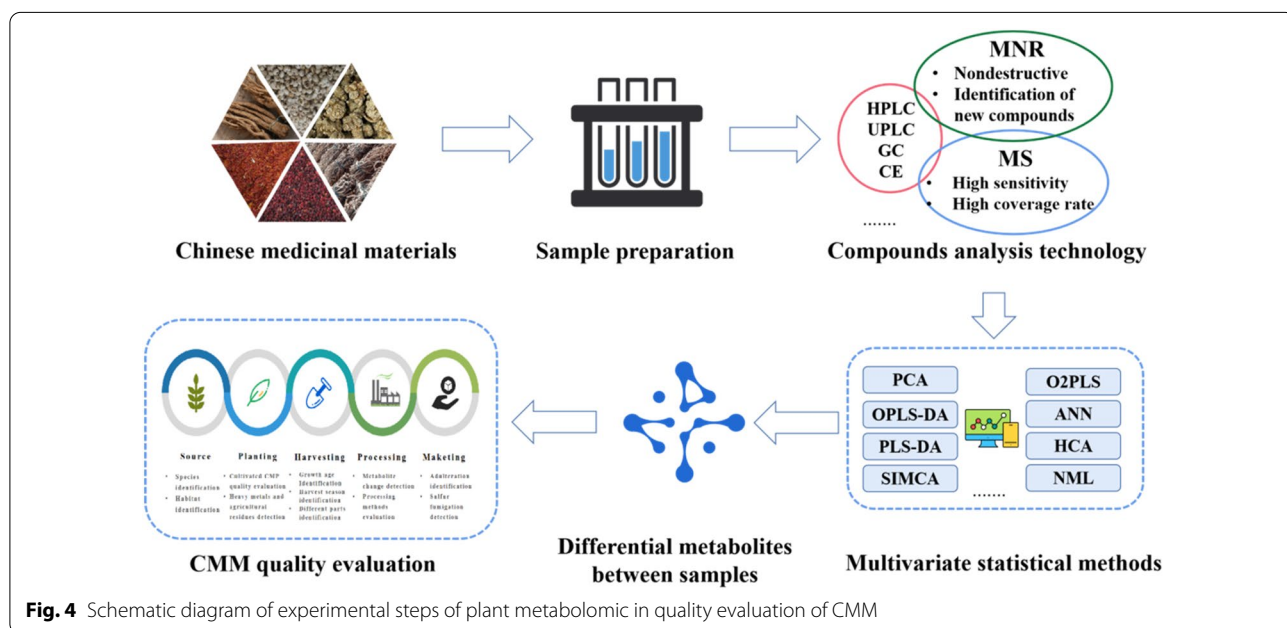 MNR
• Nondestructive
• Identification of
new compounds
HPLC
UPLC
GC
CE
MS
• High sensitivity
• High coverage rate
.......
Chinese medicinal materials
Sample preparation
Compounds analysis technology
Source
Planting
Harvesting
Processing
Maketing
• Species
identification
• Habitat
identification
• Cultivated CMP
quality evaluation
• Heavy metals and
agricultural
residues detection
• Growth age
Identification
• Harvest season
identification
• Different parts
identification
• Metabolite
change detection
• Processing
methods
evaluation
• Adulteration
identification
• Sulfur
fumigation
detection
CMM quality evaluation
Differential metabolites
between samples
PCA
OPLS-DA
PLS-DA
SIMCA
O2PLS
ANN
HCA
NML
.......
Multivariate statistical methods
Fig. 4 Schematic diagram of experimental steps of plant metabolomic in quality evaluation of CMM